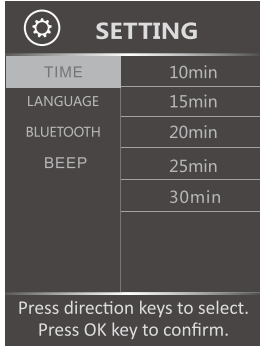 SETTING
TIME
10min
LANGUAGE
15min
BLUETOOTH
20min
BEEP
25min
30min
Press direction keys to select.
Press OK key to confirm.